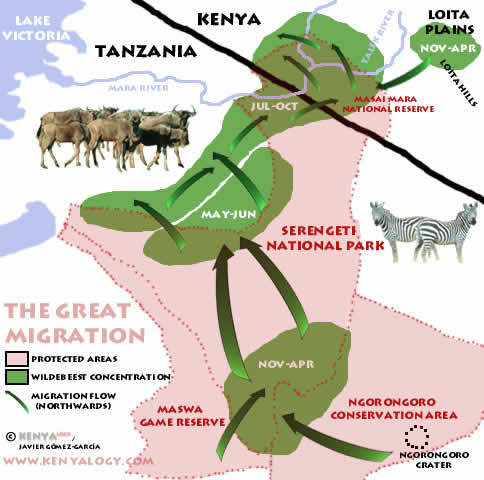 LAKE
VICTORIA
KENYA
TANZANIA
LOITA
PLAINS
NOV-APR
LOITA HILLS
TALEK RIVER
MARA RIVER
MASAI MARA
NATIONAL RESERVE
JUL-OCT
MAY-JUN
SERENGETI
NATIONAL PARK
THE GREAT
MIGRATION
PROTECTED AREAS
WILDEBEEST CONCENTRATION
MIGRATION FLOW
(NORTHWARDS)
NOV-APR
MASWA
GAME RESERVE
NGORONGORO
CONSERVATION AREA
NGORONGORO
CRATER
© KENYA
JAVIER GÓMEZ-GARCÍA
WWW.KENYALOGY.COM